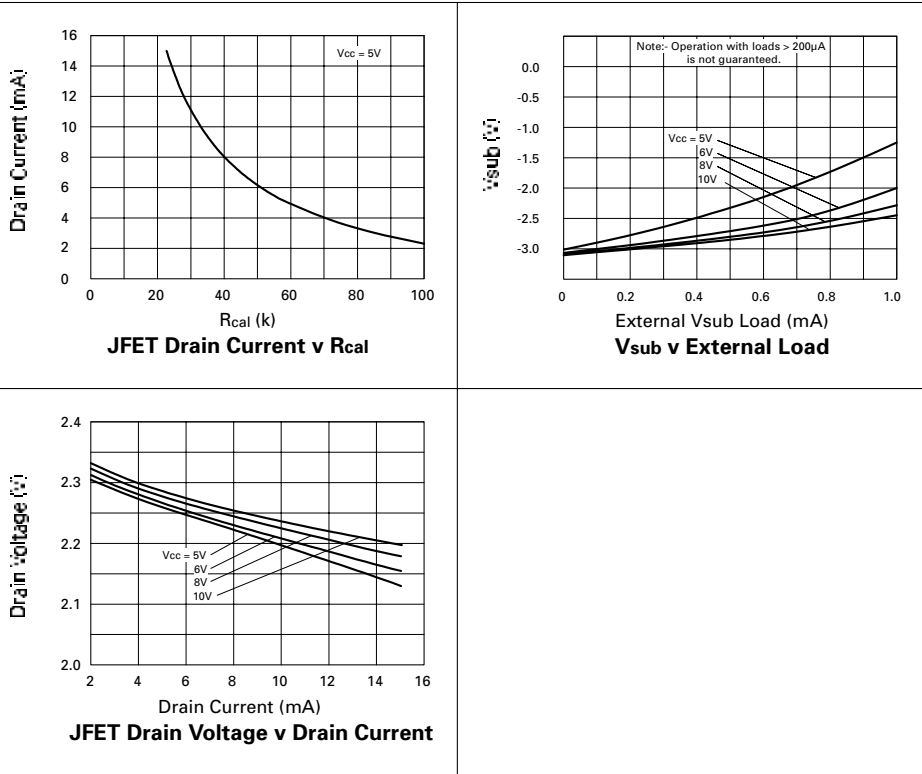 Drain Current (mA)
16
14
12
10
8
6
4
2
0
Vcc = 5V
0 20 40 60 80 100
Rcal (k)
JFET Drain Current v Rcal
Vsub (V)
0.0
-0.5
-1.0
-1.5
-2.0
-2.5
-3.0
Note:- Operation with loads > 200µA
is not guaranteed.
Vcc = 5V
6V
8V
10V
0 0.2 0.4 0.6 0.8 1.0
External Vsub Load (mA)
Vsub v External Load
Drain Voltage (V)
2.4
2.3
2.2
2.1
2.0
Vcc = 5V
6V
8V
10V
2 4 6 8 10 12 14 16
Drain Current (mA)
JFET Drain Voltage v Drain Current